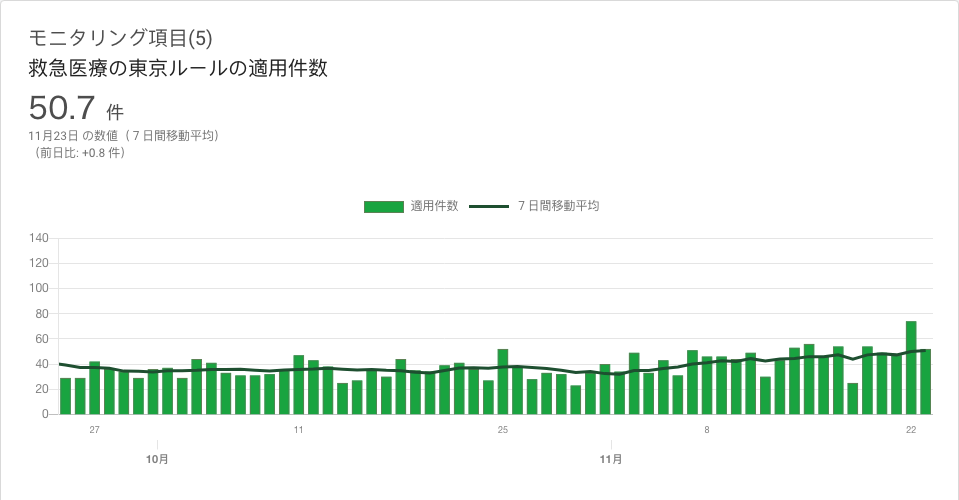 モニタリング項目(5)
救急医療の東京ルールの適用件数
50.7 件
11月23日 の数値（７日間移動平均）
（前日比: +0.8 件）
適用件数 ７日間移動平均
140
120
100
80
60
40
20
0
27 11 25 8 22
10月 11月